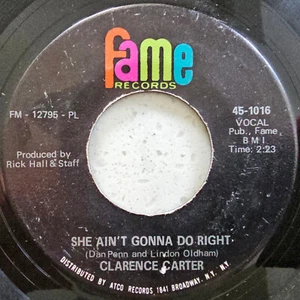 fame
RECORDS
FM - 12795 - PL
45-1016
VOCAL
Pub., Fame
B M I
Time: 2:23
Produced by
Rick Hall & Staff
SHE AIN'T GONNA DO RIGHT
(Dan Penn and Lindon Oldham)
CLARENCE CARTER
DISTRIBUTED BY ATCO RECORDS, 1841 BROADWAY, N.Y. N.Y.